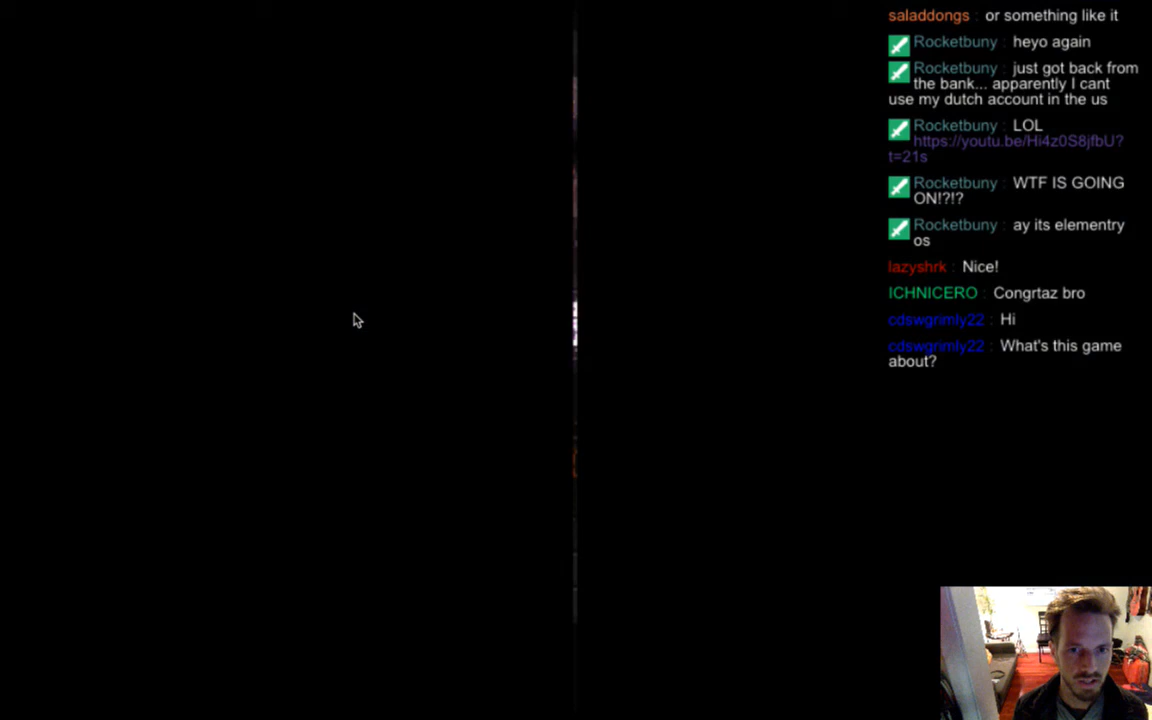 saladdongs : or something like it
Rocketbuny : heyo again
Rocketbuny : just got back from
the bank... apparently I cant
use my dutch account in the us
Rocketbuny : LOL
https://youtu.be/Hi4z0S8jfbU?
t=21s
Rocketbuny : WTF IS GOING
ON!?!?
Rocketbuny : ay its elementry
os
lazyshrk : Nice!
ICHNICERO : Congrtaz bro
cdswgrimly22 : Hi
cdswgrimly22 : What's this game
about?